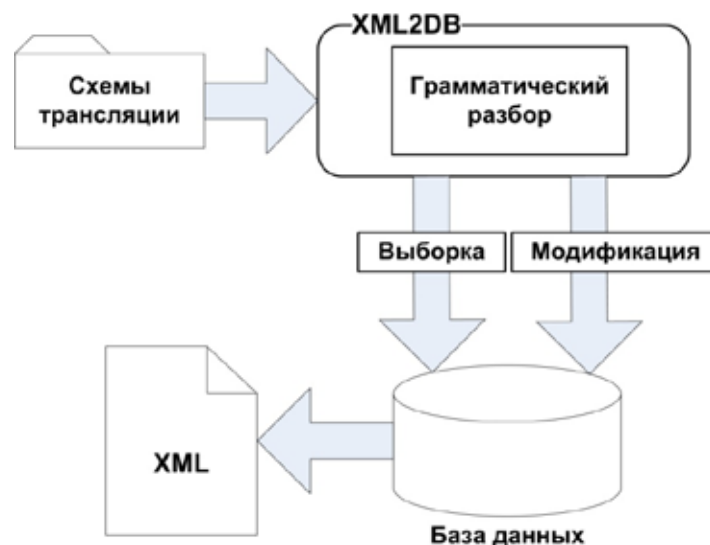 XML2DB
Схемы
трансляции
Грамматический
разбор
Выборка
Модификация
XML
База данных